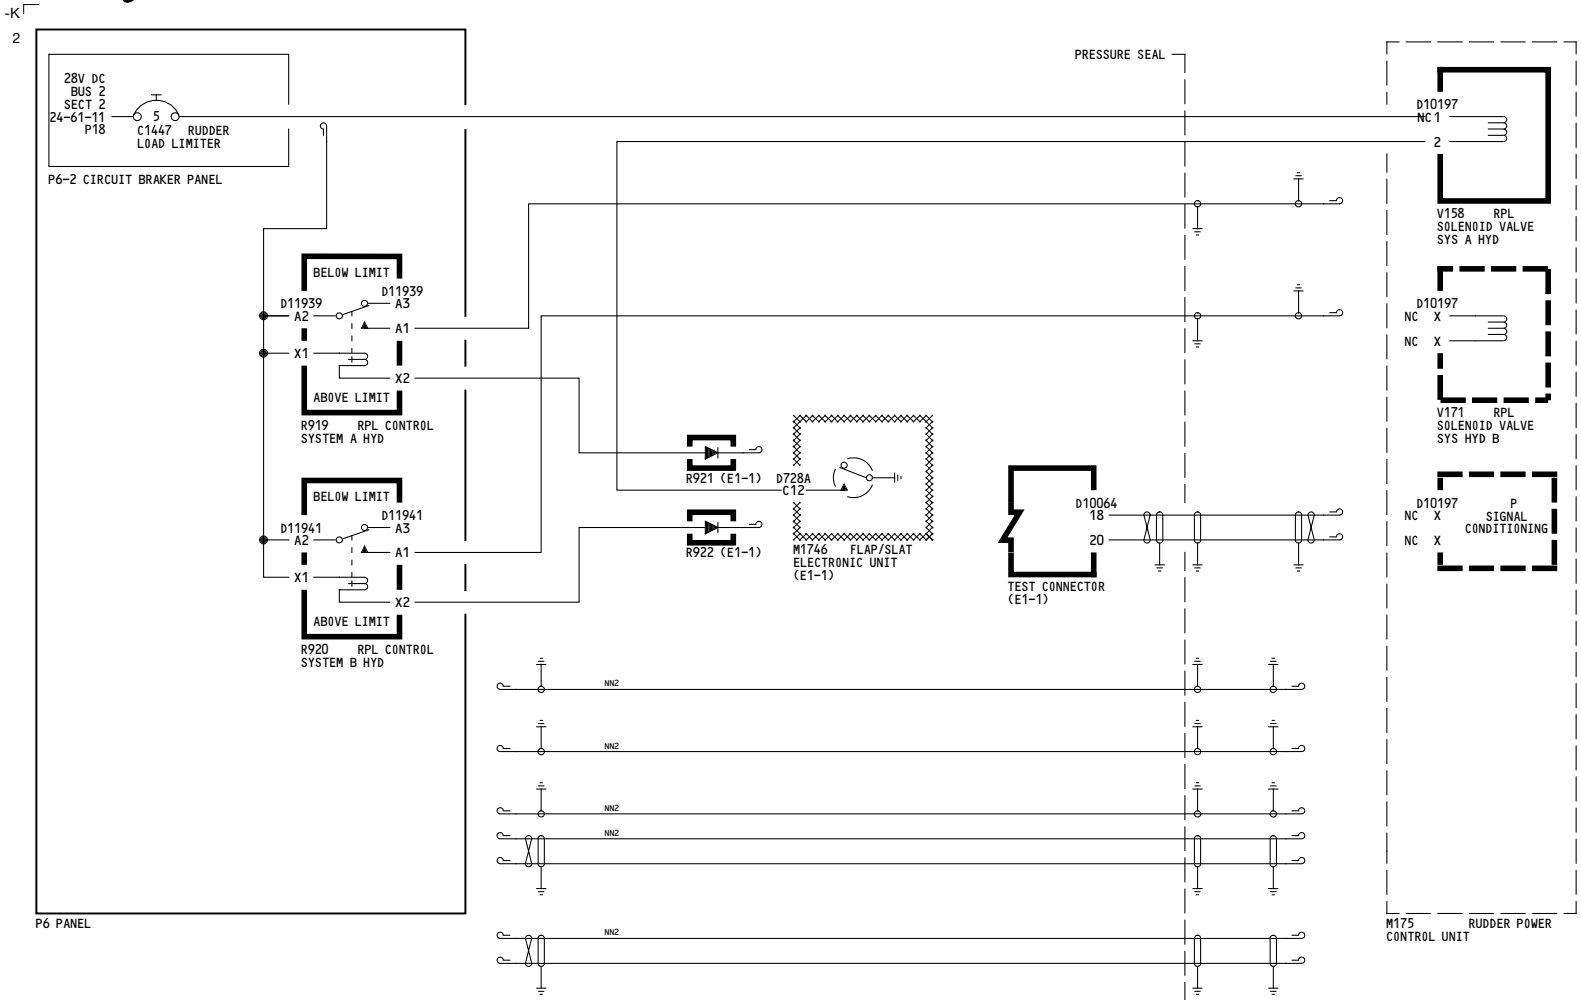 -K
2
28V DC
BUS 2
SECT 2
24-61-11
P18
5
C1447 RUDDER
LOAD LIMITER
P6-2 CIRCUIT BRAKER PANEL
PRESSURE SEAL
D10197
NC 1
2
V158 RPL
SOLENOID VALVE
SYS A HYD
BELOW LIMIT
D11939
A3
D11939
A2
A1
X1
X2
ABOVE LIMIT
R919 RPL CONTROL
SYSTEM A HYD
D10197
NC X
NC X
V171 RPL
SOLENOID VALVE
SYS HYD B
R921 (E1-1)
D728A
C12
R922 (E1-1)
M1746 FLAP/SLAT
ELECTRONIC UNIT
(E1-1)
BELOW LIMIT
D11941
A3
D11941
A2
A1
X1
X2
ABOVE LIMIT
R920 RPL CONTROL
SYSTEM B HYD
D10064
18
20
TEST CONNECTOR
(E1-1)
D10197
NC X
NC X
P
SIGNAL
CONDITIONING
NN2
NN2
NN2
NN2
NN2
P6 PANEL
M175 RUDDER POWER
CONTROL UNIT